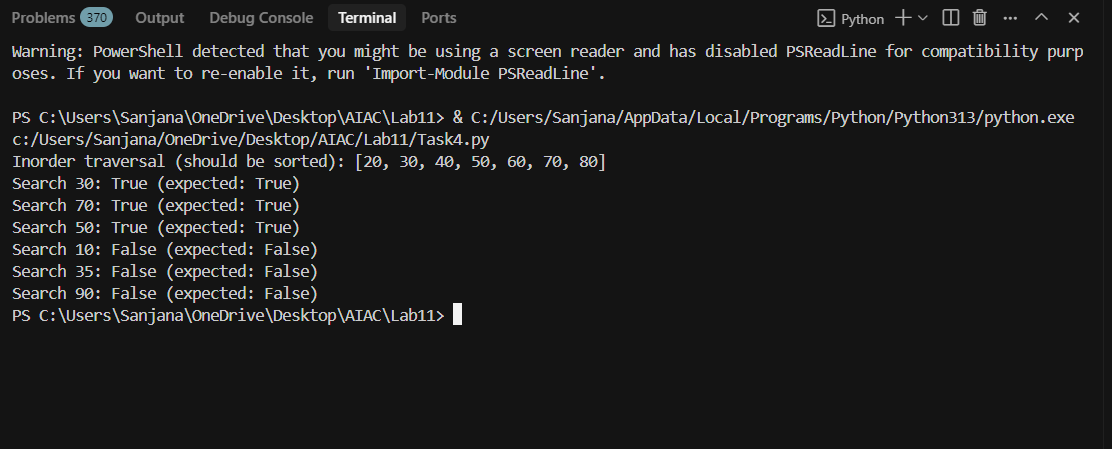 Problems 370 Output Debug Console Terminal Ports Python
Warning: PowerShell detected that you might be using a screen reader and has disabled PSReadLine for compatibility purp
oses. If you want to re-enable it, run 'Import-Module PSReadLine'.
PS C:\Users\Sanjana\OneDrive\Desktop\AIAC\Lab11> & C:/Users/Sanjana/AppData/Local/Programs/Python/Python313/python.exe
c:/Users/Sanjana/OneDrive/Desktop/AIAC/Lab11/Task4.py
Inorder traversal (should be sorted): [20, 30, 40, 50, 60, 70, 80]
Search 30: True (expected: True)
Search 70: True (expected: True)
Search 50: True (expected: True)
Search 10: False (expected: False)
Search 35: False (expected: False)
Search 90: False (expected: False)
PS C:\Users\Sanjana\OneDrive\Desktop\AIAC\Lab11>